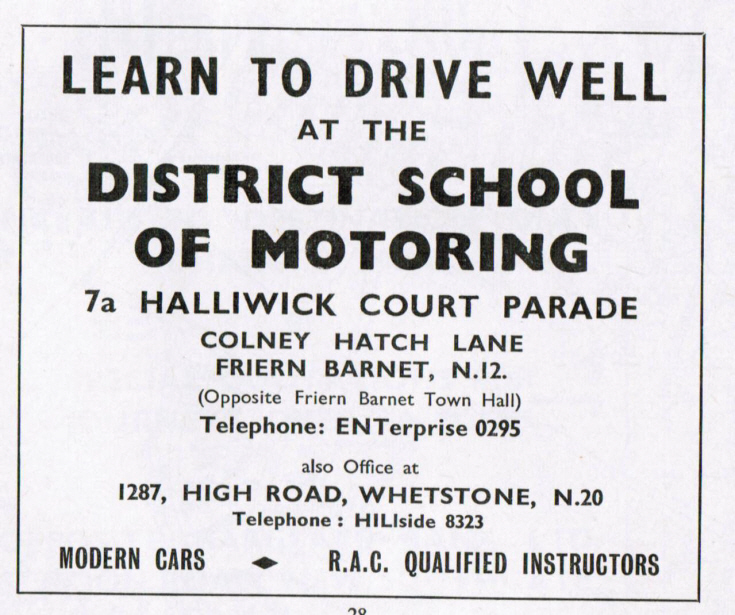 LEARN TO DRIVE WELL
AT THE
DISTRICT SCHOOL
OF MOTORING
7a HALLIWICK COURT PARADE
COLNEY HATCH LANE
FRIERN BARNET, N.12.
(Opposite Friern Barnet Town Hall)
Telephone: ENTerprise 0295
also Office at
1287, HIGH ROAD, WHETSTONE, N.20
Telephone : HILlside 8323
MODERN CARS ◆ R.A.C. QUALIFIED INSTRUCTORS
28